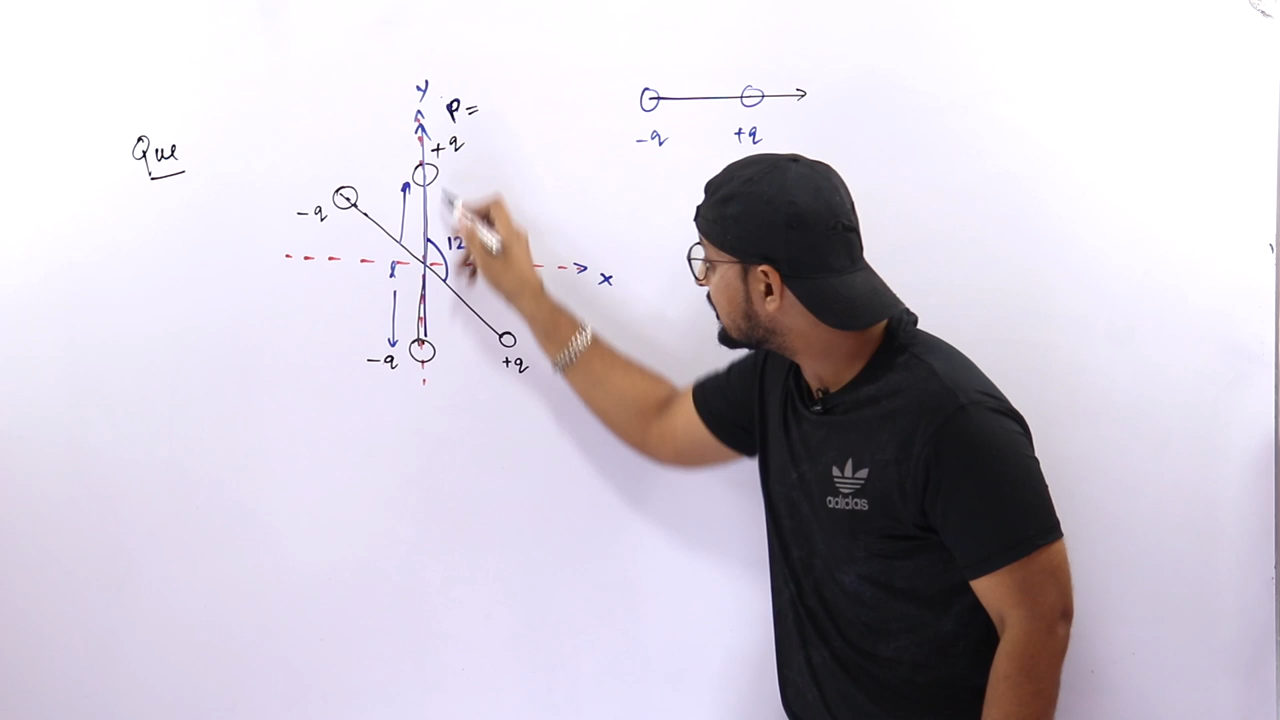 Que
y
P=
+q
-q
12
x
-q
+q
-q
+q
adidas